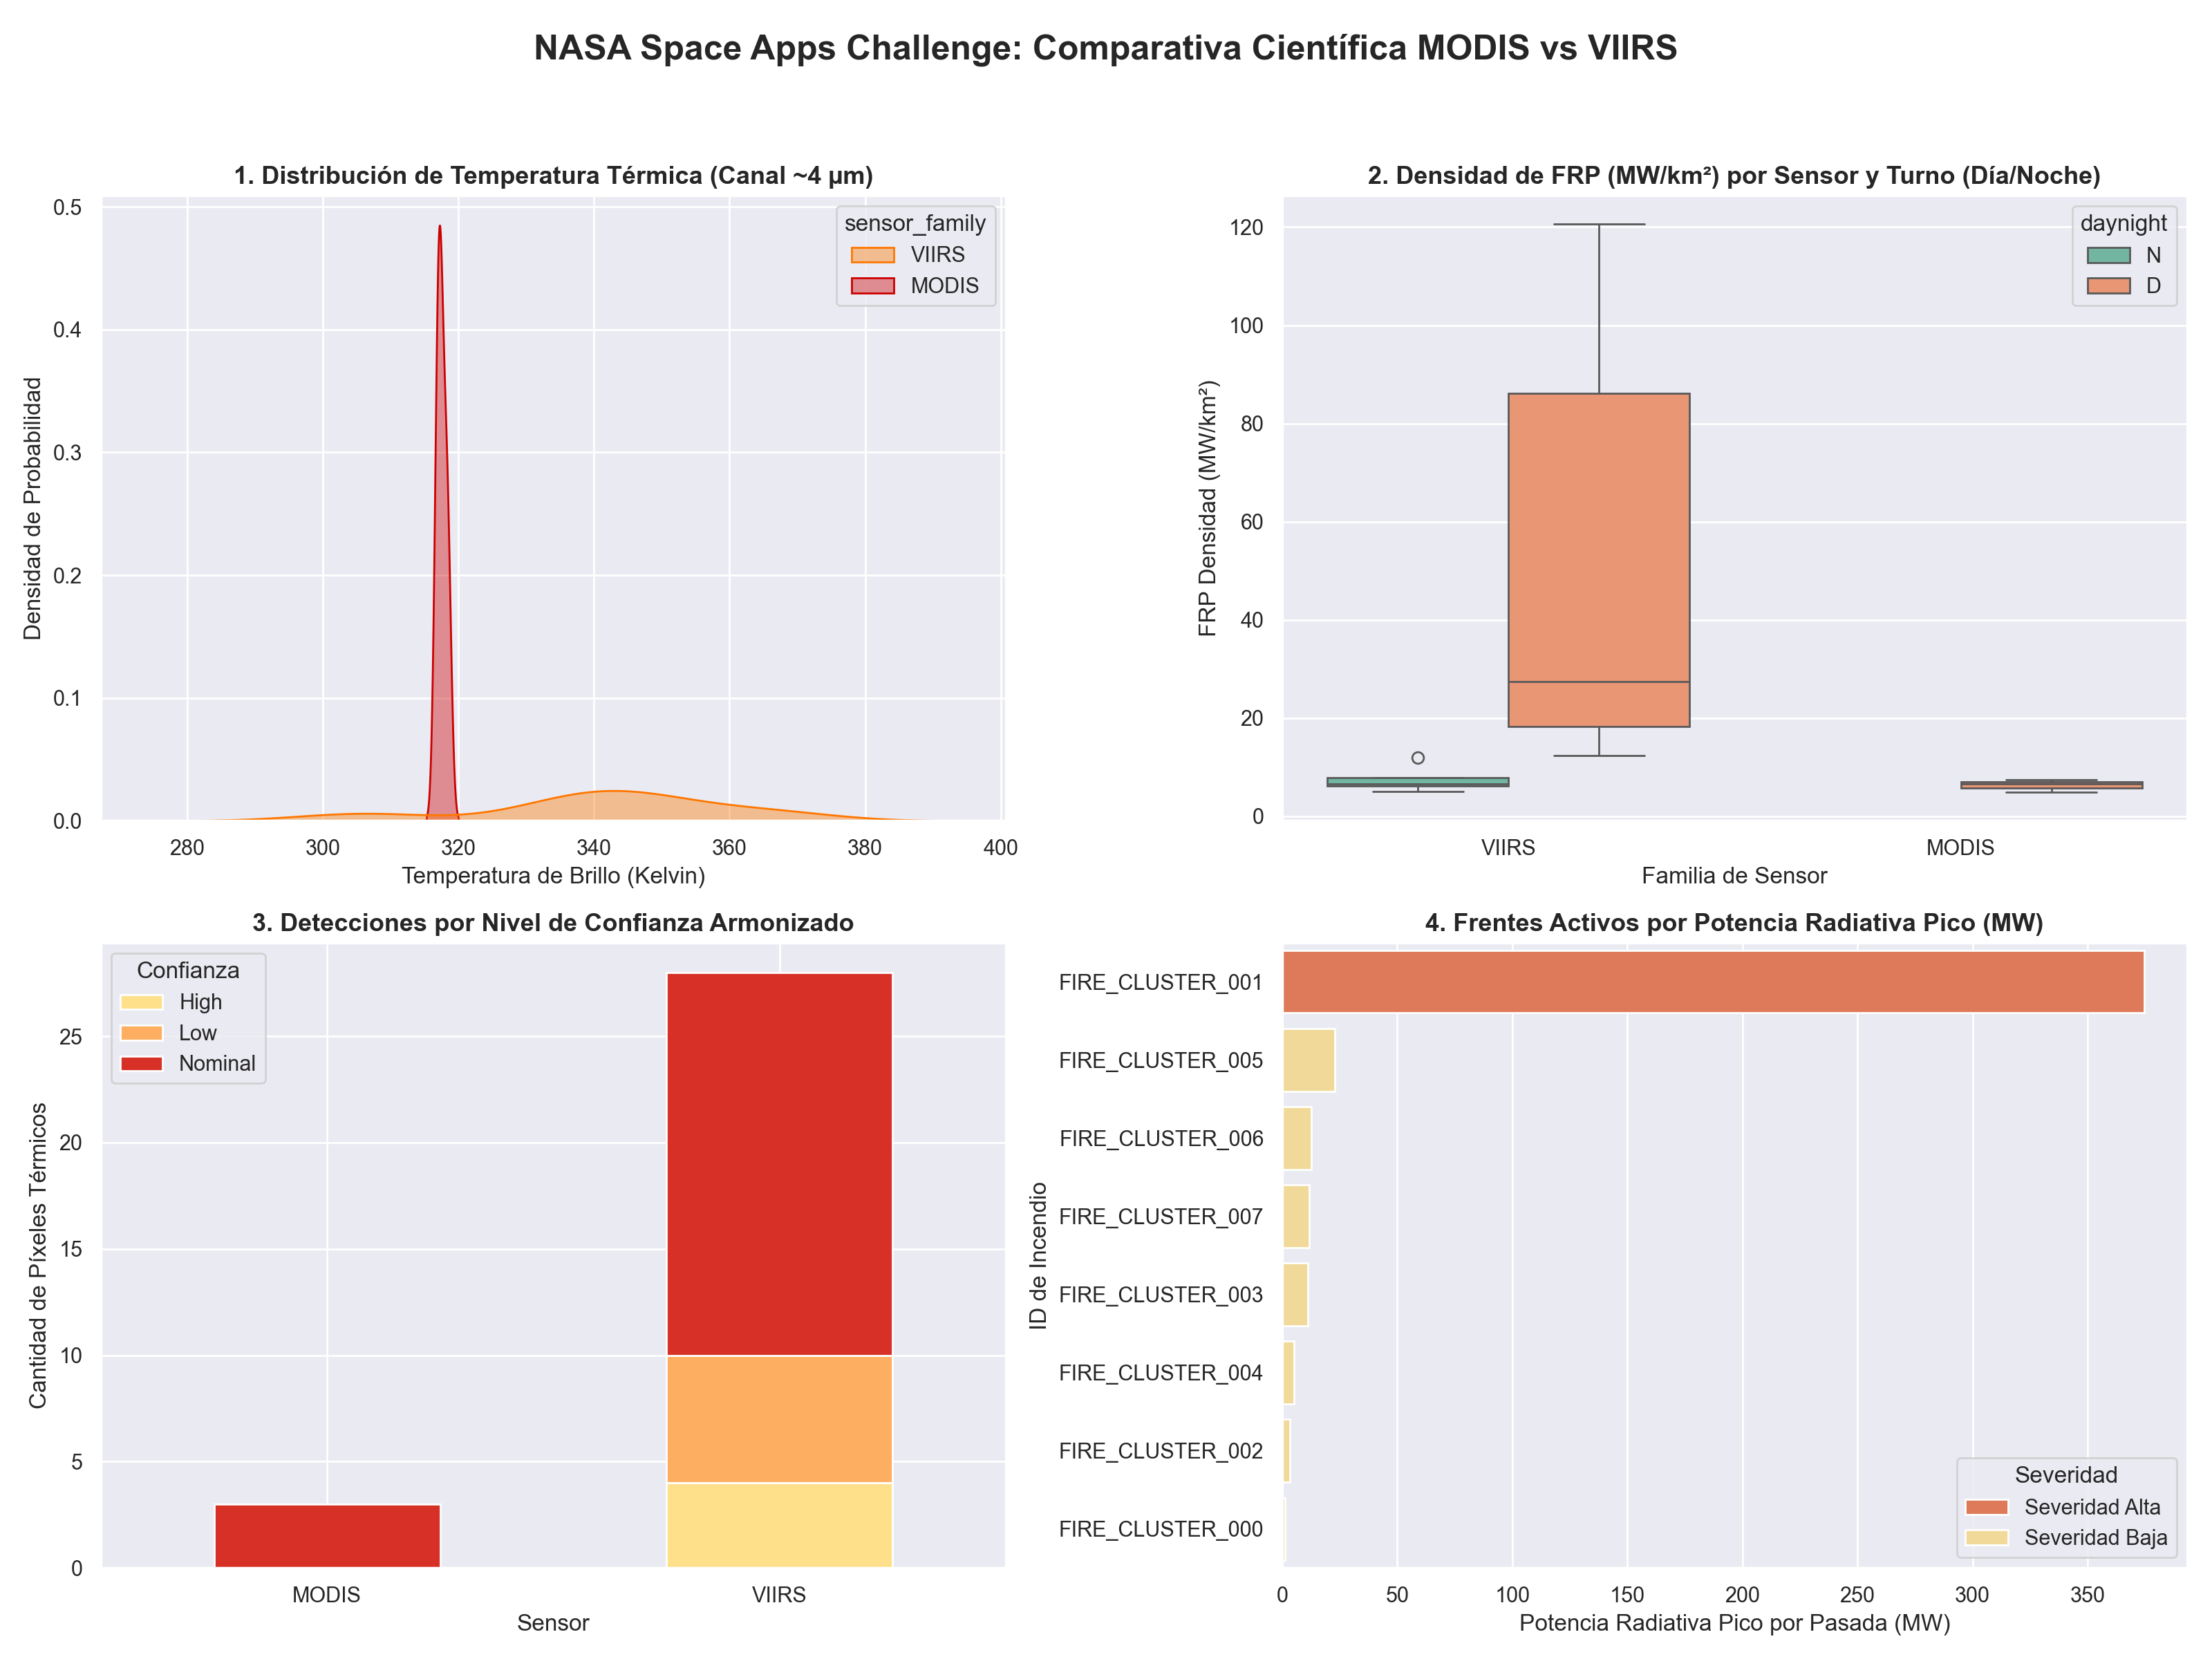 NASA Space Apps Challenge: Comparativa Científica MODIS vs VIIRS
1. Distribución de Temperatura Térmica (Canal ~4 µm)
Densidad de Probabilidad
0.5
0.4
0.3
0.2
0.1
0.0
sensor_family
VIIRS
MODIS
280 300 320 340 360 380 400
Temperatura de Brillo (Kelvin)
2. Densidad de FRP (MW/km²) por Sensor y Turno (Día/Noche)
FRP Densidad (MW/km²)
120
100
80
60
40
20
0
daynight
N
D
VIIRS MODIS
Familia de Sensor
3. Detecciones por Nivel de Confianza Armonizado
Cantidad de Píxeles Térmicos
25
20
15
10
5
0
Confianza
High
Low
Nominal
MODIS VIIRS
Sensor
4. Frentes Activos por Potencia Radiativa Pico (MW)
ID de Incendio
FIRE_CLUSTER_001
FIRE_CLUSTER_005
FIRE_CLUSTER_006
FIRE_CLUSTER_007
FIRE_CLUSTER_003
FIRE_CLUSTER_004
FIRE_CLUSTER_002
FIRE_CLUSTER_000
Severidad
Severidad Alta
Severidad Baja
0 50 100 150 200 250 300 350
Potencia Radiativa Pico por Pasada (MW)